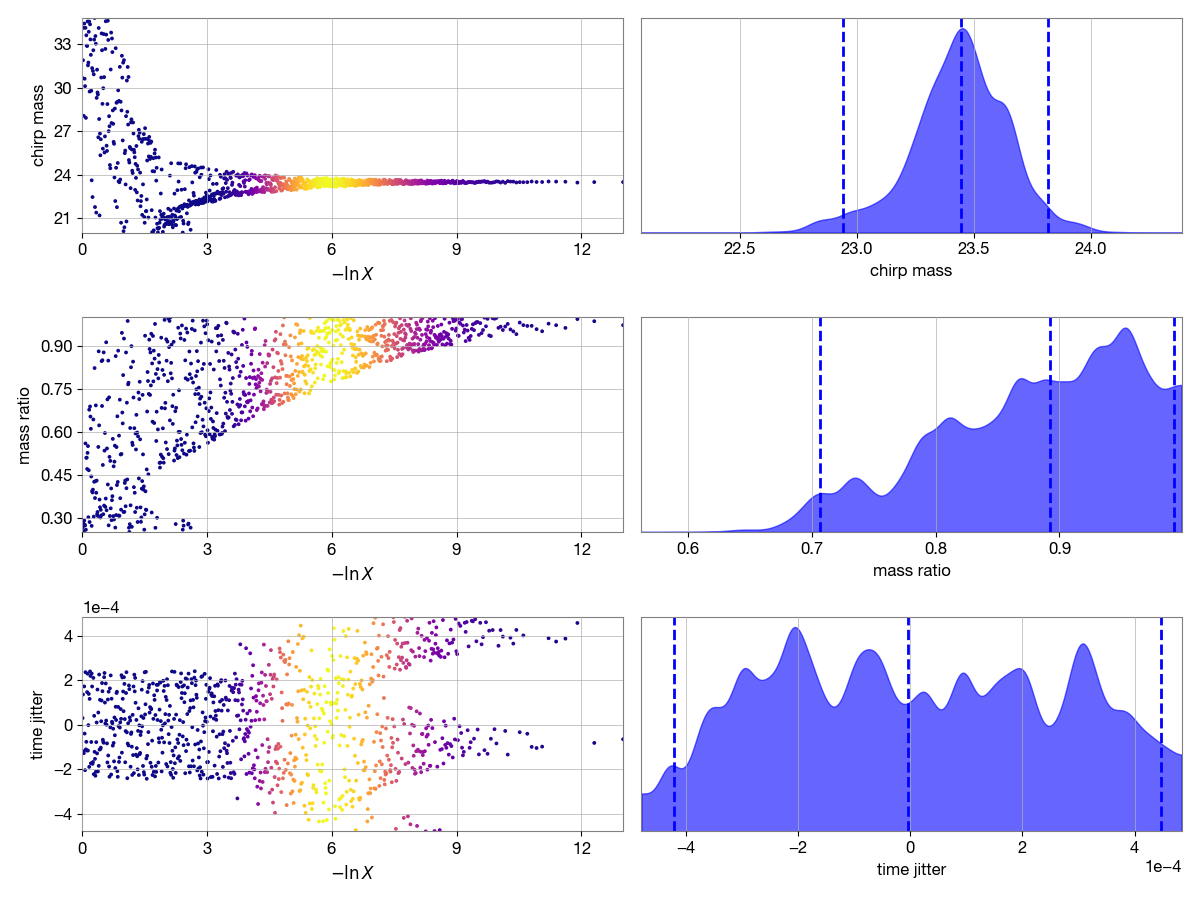 33
30
27
24
21
chirp mass
0 3 6 9 12
−ln X
22.5 23.0 23.5 24.0
chirp mass
0.90
0.75
0.60
0.45
0.30
mass ratio
0 3 6 9 12
−ln X
0.6 0.7 0.8 0.9
mass ratio
1e−4
4
2
0
−2
−4
time jitter
0 3 6 9 12
−ln X
−4 −2 0 2 4
1e−4
time jitter